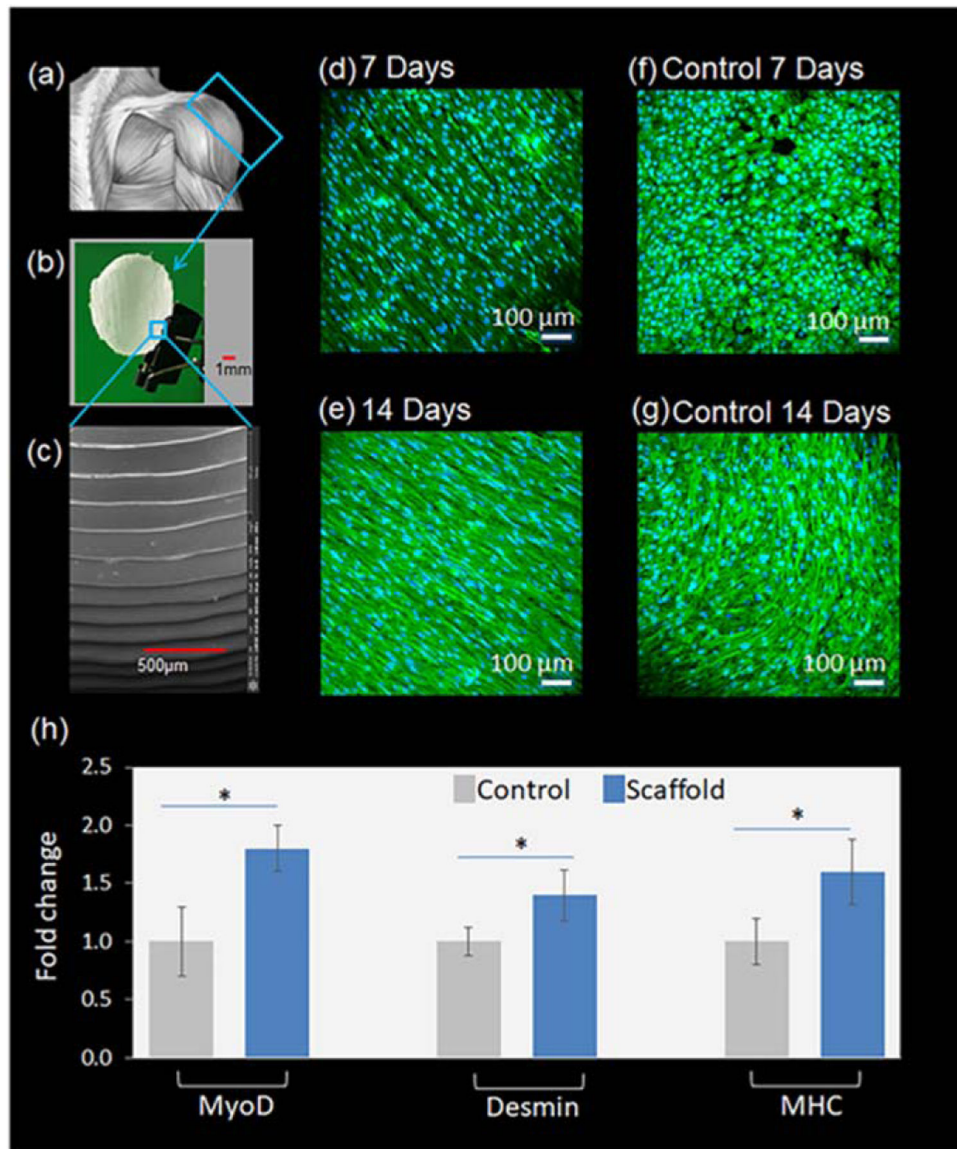 (a)
(b)
1mm
(c)
500μm
(d) 7 Days
100 μm
(e) 14 Days
100 μm
(f) Control 7 Days
100 μm
(g) Control 14 Days
100 μm
(h)
Fold change
2.5
2.0
1.5
1.0
0.5
0.0
Control
Scaffold
*
*
*
MyoD
Desmin
MHC